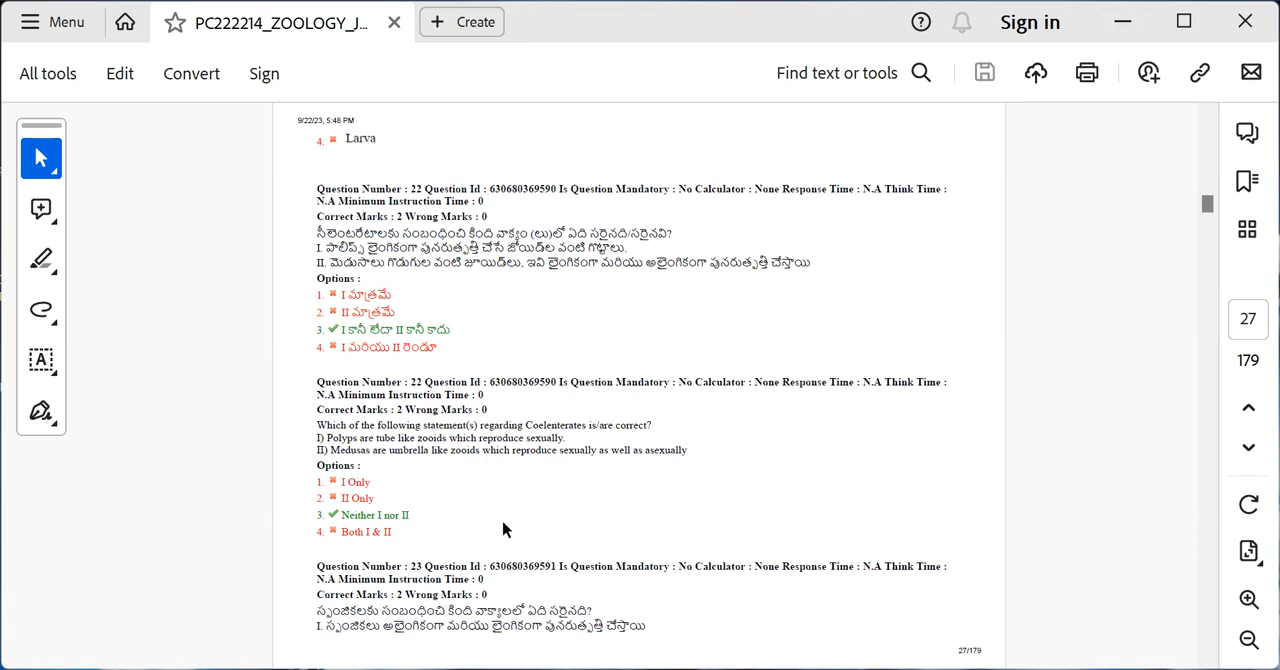 Menu
PC222214_ZOOLOGY_J...
Create
Sign in
All tools
Edit
Convert
Sign
Find text or tools
9/22/23, 5:48 PM
4. Larva
Question Number : 22 Question Id : 630680369590 Is Question Mandatory : No Calculator : None Response Time : N.A Think Time :
N.A Minimum Instruction Time : 0
Correct Marks : 2 Wrong Marks : 0
సీలెంటరేటాలకు సంబంధించి కింది వాక్యం (లు)లో ఏది సరైనది/సరైనవి?
I. పాలిప్స్ లైంగికంగా పునరుత్పత్తి చేసే జోయిడ్‌ల వంటి గొట్టాలు.
II. మెడుసాలు గొడుగుల వంటి జూయిడ్‌లు, ఇవి లైంగికంగా మరియు అలైంగికంగా పునరుత్పత్తి చేస్తాయి
Options :
1. I మాత్రమే
2. II మాత్రమే
3. I కానీ లేదా II కానీ కాదు
4. I మరియు II రెండూ
Question Number : 22 Question Id : 630680369590 Is Question Mandatory : No Calculator : None Response Time : N.A Think Time :
N.A Minimum Instruction Time : 0
Correct Marks : 2 Wrong Marks : 0
Which of the following statement(s) regarding Coelenterates is/are correct?
I) Polyps are tube like zooids which reproduce sexually.
II) Medusas are umbrella like zooids which reproduce sexually as well as asexually
Options :
1. I Only
2. II Only
3. Neither I nor II
4. Both I & II
Question Number : 23 Question Id : 630680369591 Is Question Mandatory : No Calculator : None Response Time : N.A Think Time :
N.A Minimum Instruction Time : 0
Correct Marks : 2 Wrong Marks : 0
స్పంజికలకు సంబంధించి కింది వాక్యాలలో ఏది సరైనది?
I. స్పంజికలు అలైంగికంగా మరియు లైంగికంగా పునరుత్పత్తి చేస్తాయి
27/179
27
179